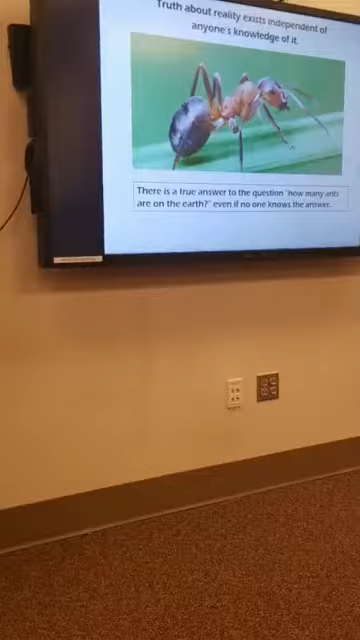 Truth about reality exists independent of
anyone's knowledge of it.
There is a true answer to the question "how many ants
are on the earth?" even if no one knows the answer.